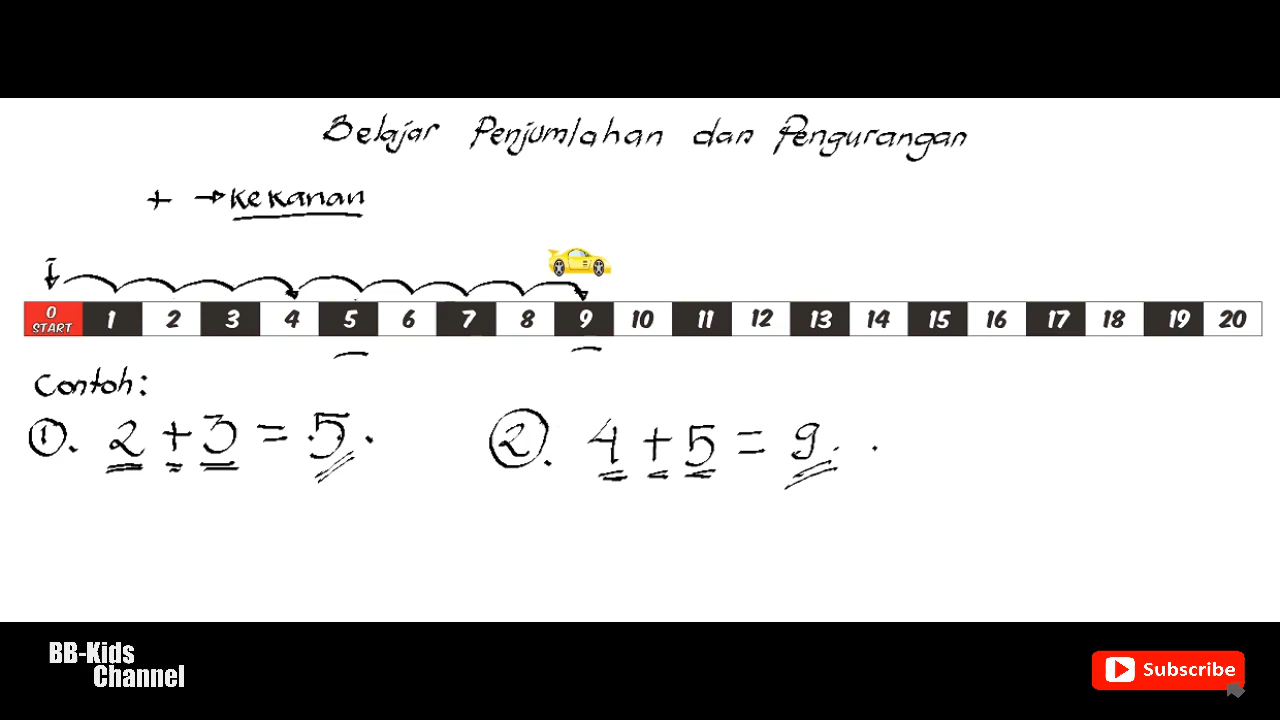 Belajar Penjumlahan dan Pengurangan
+ → Kekanan
0 1 2 3 4 5 6 7 8 9 10 11 12 13 14 15 16 17 18 19 20
START
Contoh:
①. 2 + 3 = 5. ②. 4 + 5 = 9.
BB-Kids
Channel
Subscribe